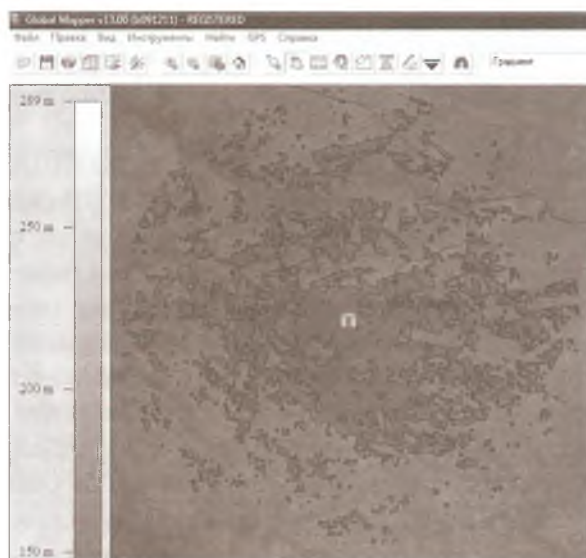 Global Mapper v13.00 (b091211) - REGISTERED
Файл Правка Вид Инструменты Найти GPS Справка
289 m
250 m
200 m
150 m